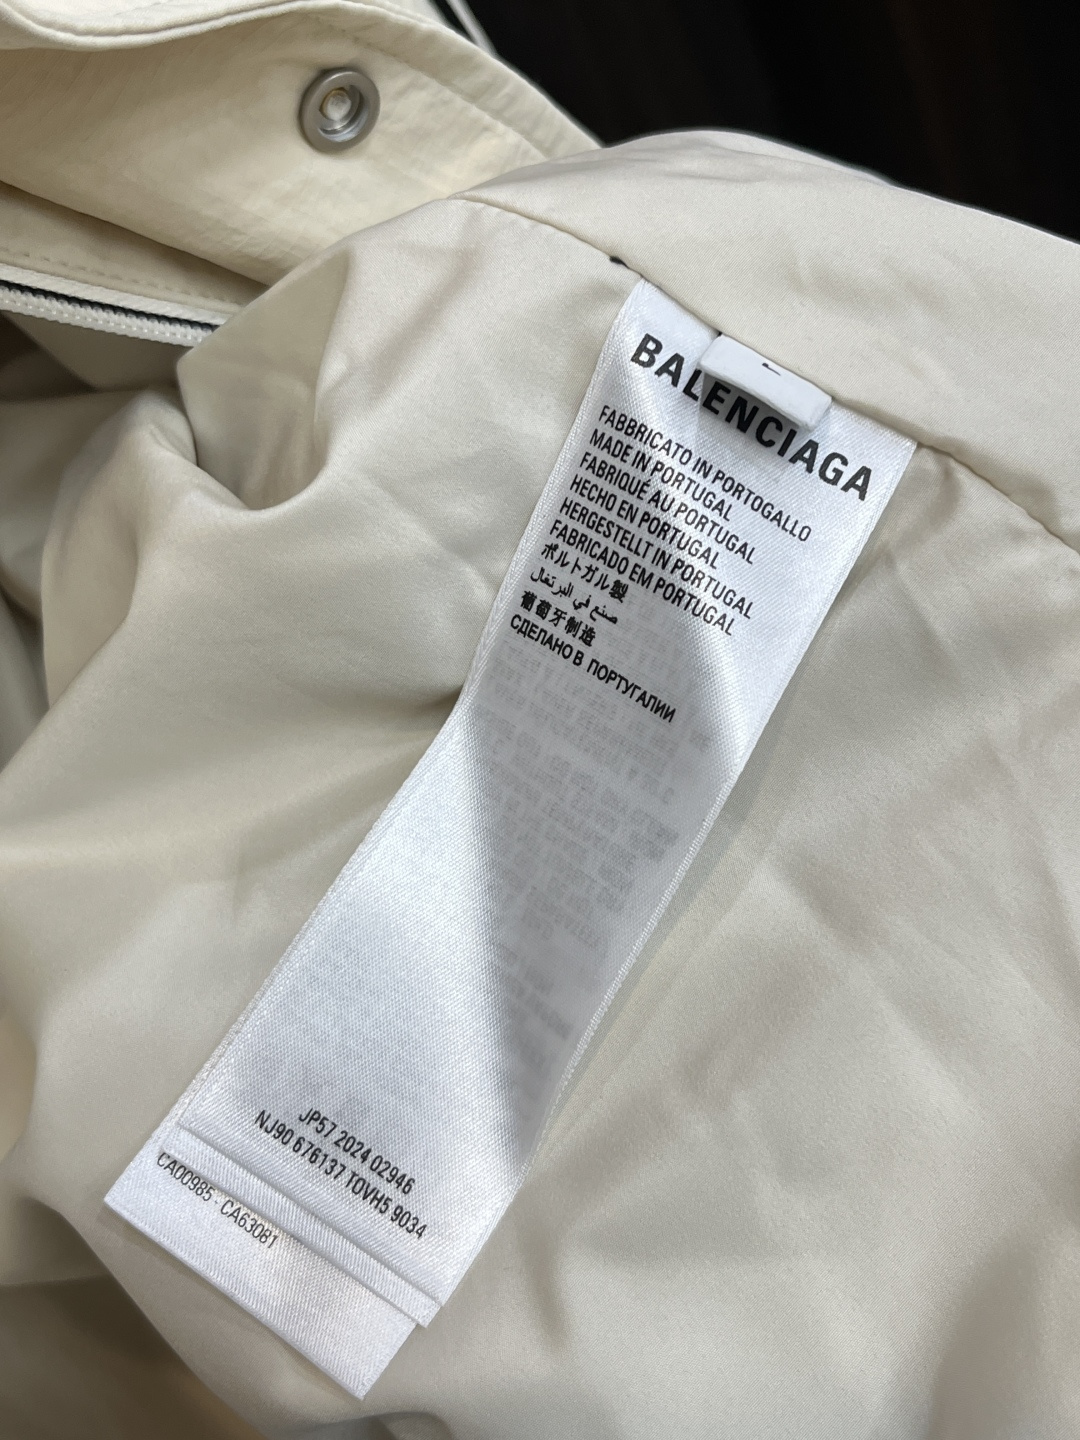 BALENCIAGA
FABBRICATO IN PORTOGALLO
MADE IN PORTUGAL
FABRIQUÉ AU PORTUGAL
HECHO EN PORTUGAL
HERGESTELLT IN PORTUGAL
FABRICADO EM PORTUGAL
ポルトガル製
صنع في البرتغال
葡萄牙制造
СДЕЛАНО В ПОРТУГАЛИИ
JP57 2024 02946
NJ90 676137 TOVH5 9034
CA00985 - CA63081